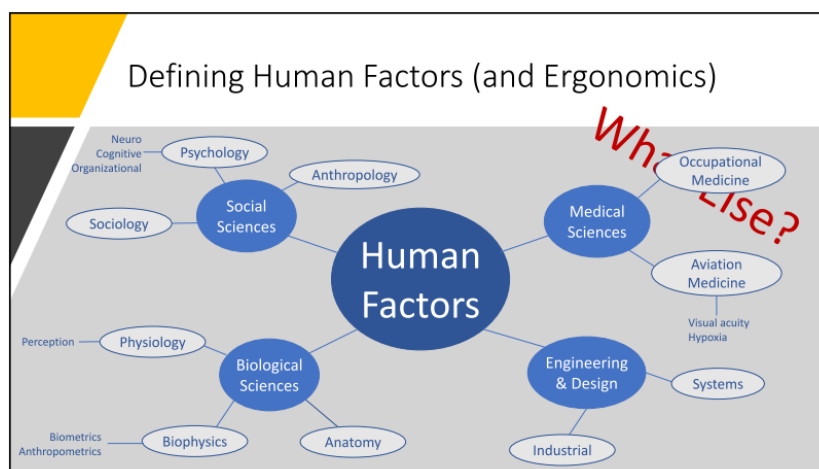 Defining Human Factors (and Ergonomics)
What Else?
Neuro
Cognitive
Organizational
Psychology
Anthropology
Sociology
Social
Sciences
Human
Factors
Medical
Sciences
Occupational
Medicine
Aviation
Medicine
Visual acuity
Hypoxia
Perception
Physiology
Biological
Sciences
Biometrics
Anthropometrics
Biophysics
Anatomy
Engineering
& Design
Systems
Industrial